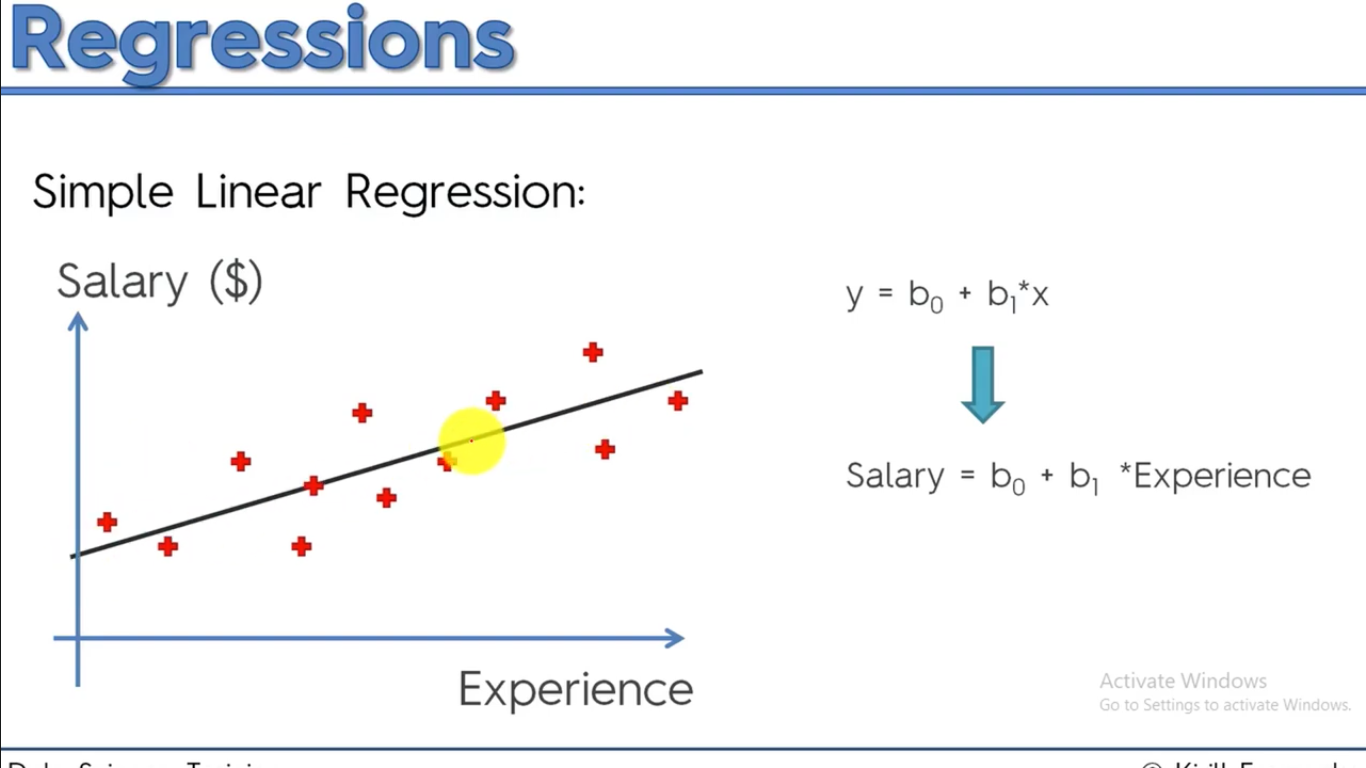 Regressions
Simple Linear Regression:
Salary ($)
y = b₀ + b₁*x
Salary = b₀ + b₁ *Experience
Experience
Activate Windows
Go to Settings to activate Windows.